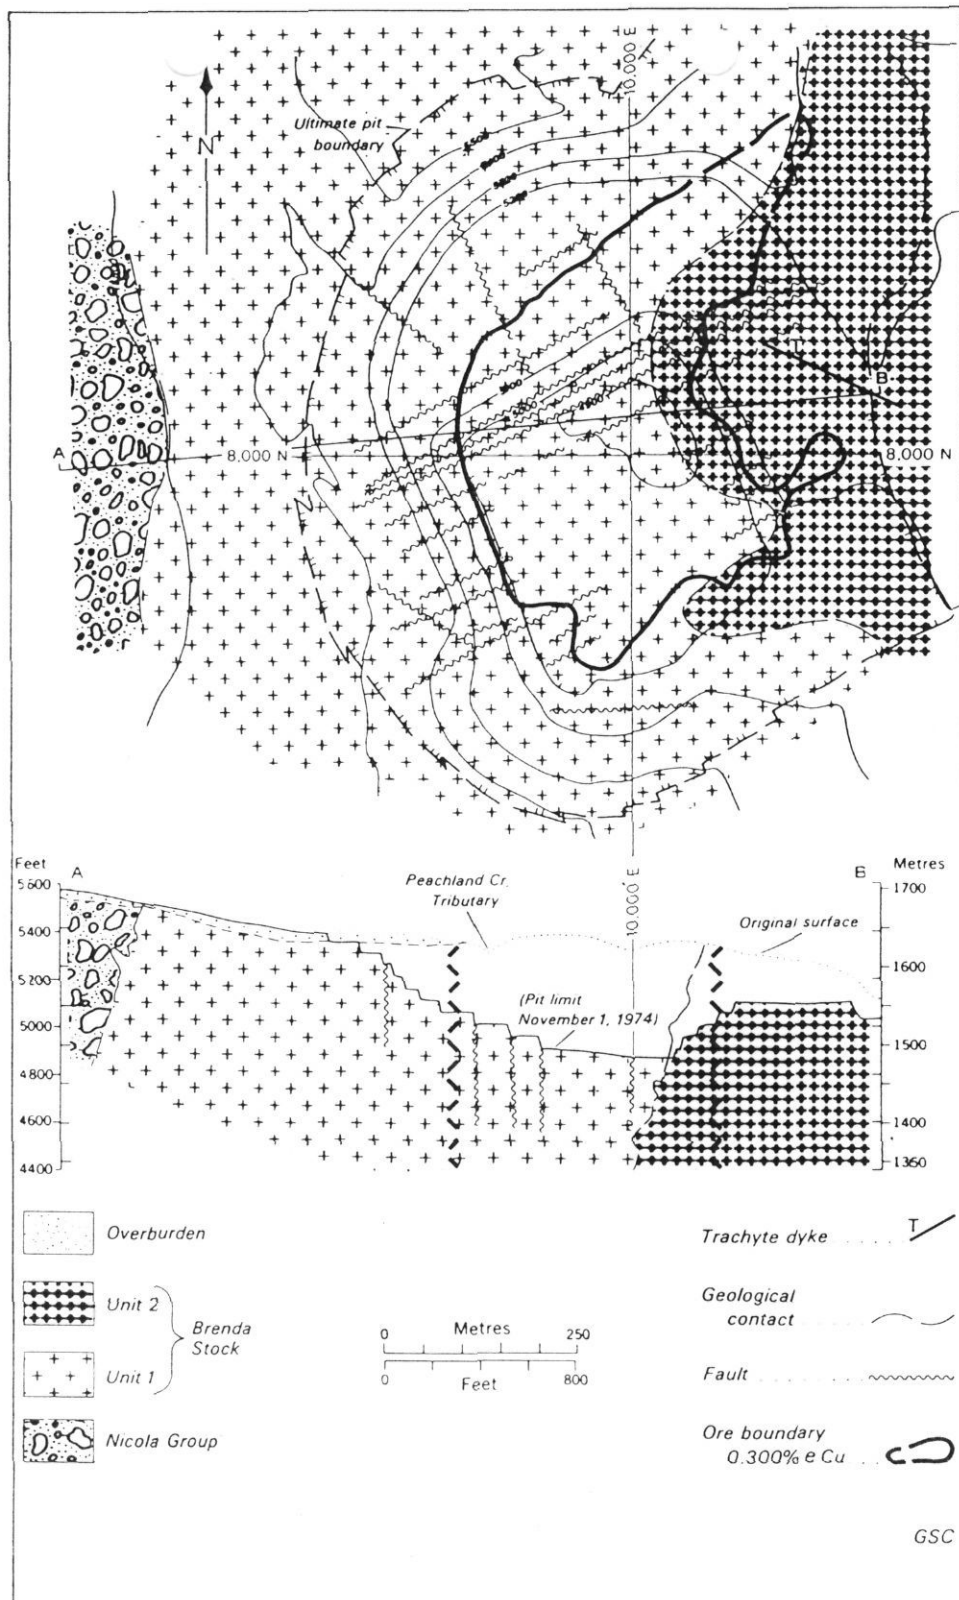 10,000 E
N
Ultimate pit
boundary
T
B
A
8,000 N
8,000 N
Feet
A
B
Metres
5600
5400
5200
5000
4800
4600
4400
1700
1600
1500
1400
1350
Peachland Cr.
Tributary
10,000 E
Original surface
(Pit limit
November 1, 1974)
Overburden
Unit 2
Brenda
Stock
Unit 1
Nicola Group
Metres
0 250
0 800
Feet
Trachyte dyke ..... T
Geological
contact
Fault .....
Ore boundary
0.300% e Cu ...
GSC